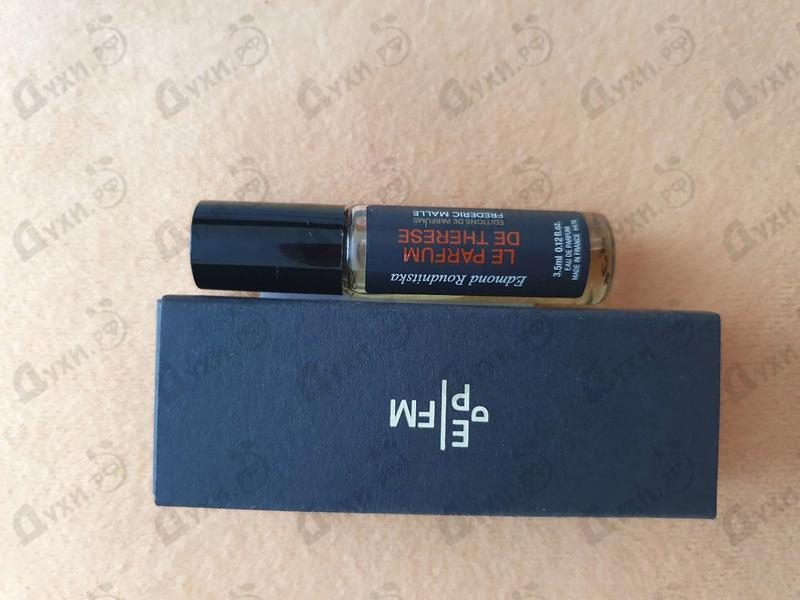 Edmond Roudnitska
LE PARFUM
DE THERESE
EDITIONS DE PARFUMS
FREDERIC MALLE
3.5ml 0.12 fl.oz.
EAU DE PARFUM
MADE IN FRANCE
E
dp
FM
Духи.РФ